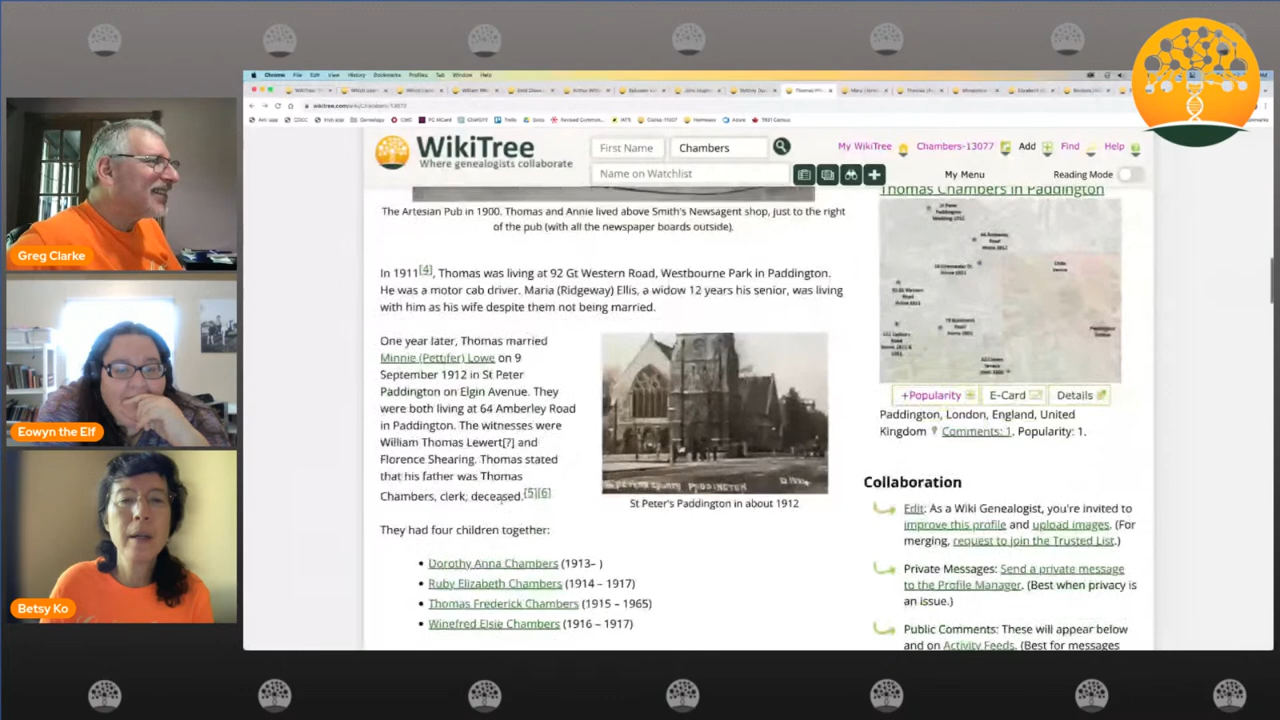 Chrome File Edit View History Bookmarks Profiles Tab Window Help
WikiTree
Where genealogists collaborate
First Name
Chambers
Name on Watchlist
My WikiTree
Chambers-13077
Add
Find
Help
My Menu
Reading Mode
Greg Clarke
Eowyn the Elf
Betsy Ko
The Artesian Pub in 1900. Thomas and Annie lived above Smith's Newsagent shop, just to the right
of the pub (with all the newspaper boards outside).
In 1911[4], Thomas was living at 92 Gt Western Road, Westbourne Park in Paddington.
He was a motor cab driver. Maria (Ridgeway) Ellis, a widow 12 years his senior, was living
with him as his wife despite them not being married.
One year later, Thomas married
Minnie (Pettifer) Lowe on 9
September 1912 in St Peter
Paddington on Elgin Avenue. They
were both living at 64 Amberley Road
in Paddington. The witnesses were
William Thomas Lewert[?] and
Florence Shearing. Thomas stated
that his father was Thomas
Chambers, clerk, deceased.[5][6]
St Peter's Paddington in about 1912
They had four children together:
• Dorothy Anna Chambers (1913– )
• Ruby Elizabeth Chambers (1914 – 1917)
• Thomas Frederick Chambers (1915 – 1965)
• Winefred Elsie Chambers (1916 – 1917)
Thomas Chambers in Paddington
+Popularity
E-Card
Details
Paddington, London, England, United
Kingdom Comments: 1. Popularity: 1.
Collaboration
Edit: As a Wiki Genealogist, you're invited to
improve this profile and upload images. (For
merging, request to join the Trusted List.)
Private Messages: Send a private message
to the Profile Manager. (Best when privacy is
an issue.)
Public Comments: These will appear below
and on Activity Feeds. (Best for messages